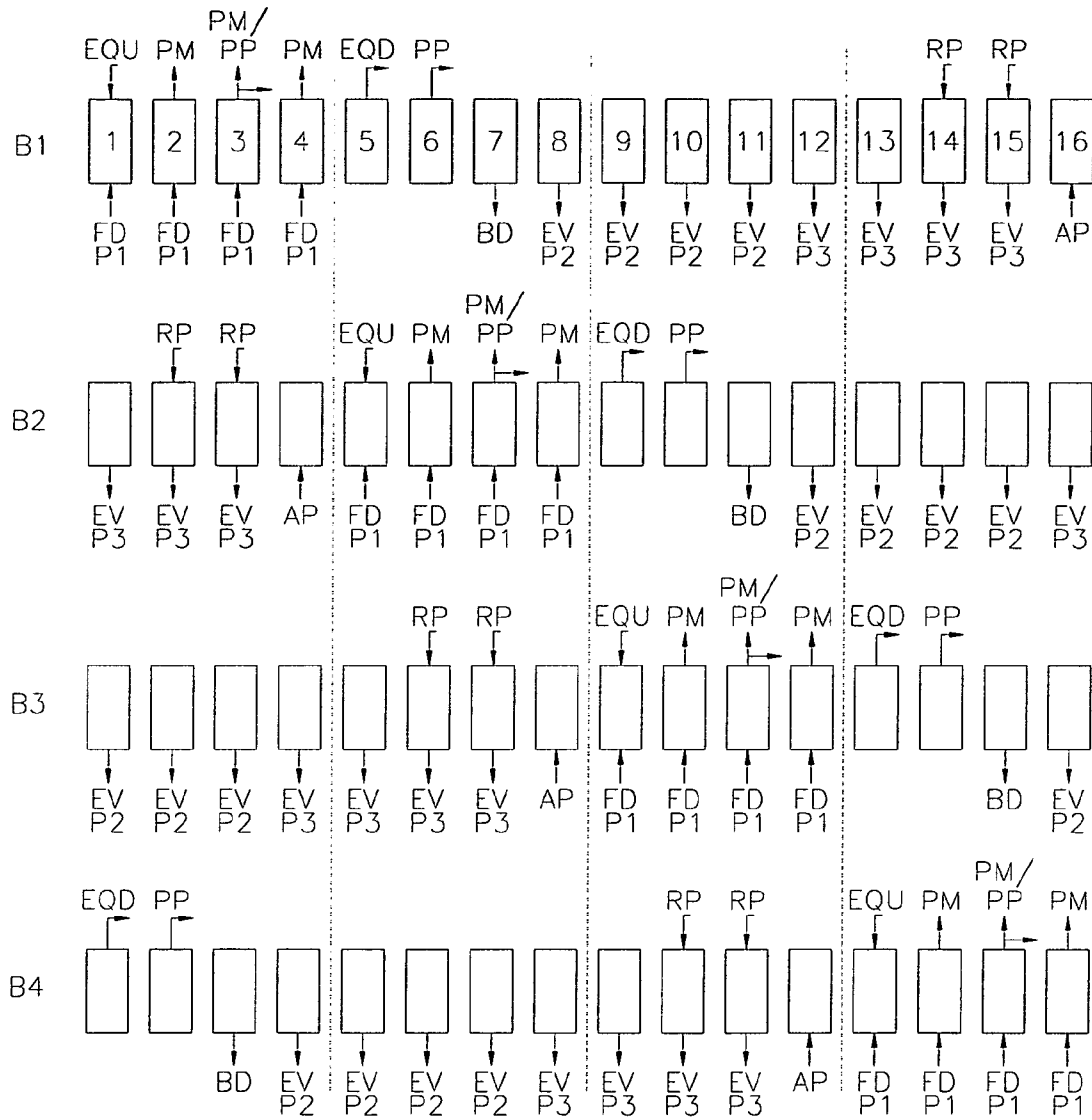 PM/
EQU PM PP PM EQD PP RP RP
B1 1 2 3 4 5 6 7 8 9 10 11 12 13 14 15 16
FD FD FD FD BD EV EV EV EV EV EV EV EV AP
P1 P1 P1 P1 P2 P2 P2 P2 P3 P3 P3 P3
PM/
RP RP EQU PM PP PM EQD PP
B2
EV EV EV AP FD FD FD FD BD EV EV EV EV EV
P3 P3 P3 P1 P1 P1 P1 P2 P2 P2 P2 P3
PM/
RP RP EQU PM PP PM EQD PP
B3
EV EV EV EV EV EV EV AP FD FD FD FD BD EV
P2 P2 P2 P3 P3 P3 P3 P1 P1 P1 P1 P2
PM/
EQD PP RP RP EQU PM PP PM
B4
BD EV EV EV EV EV EV EV EV AP FD FD FD FD
P2 P2 P2 P2 P3 P3 P3 P3 P1 P1 P1 P1